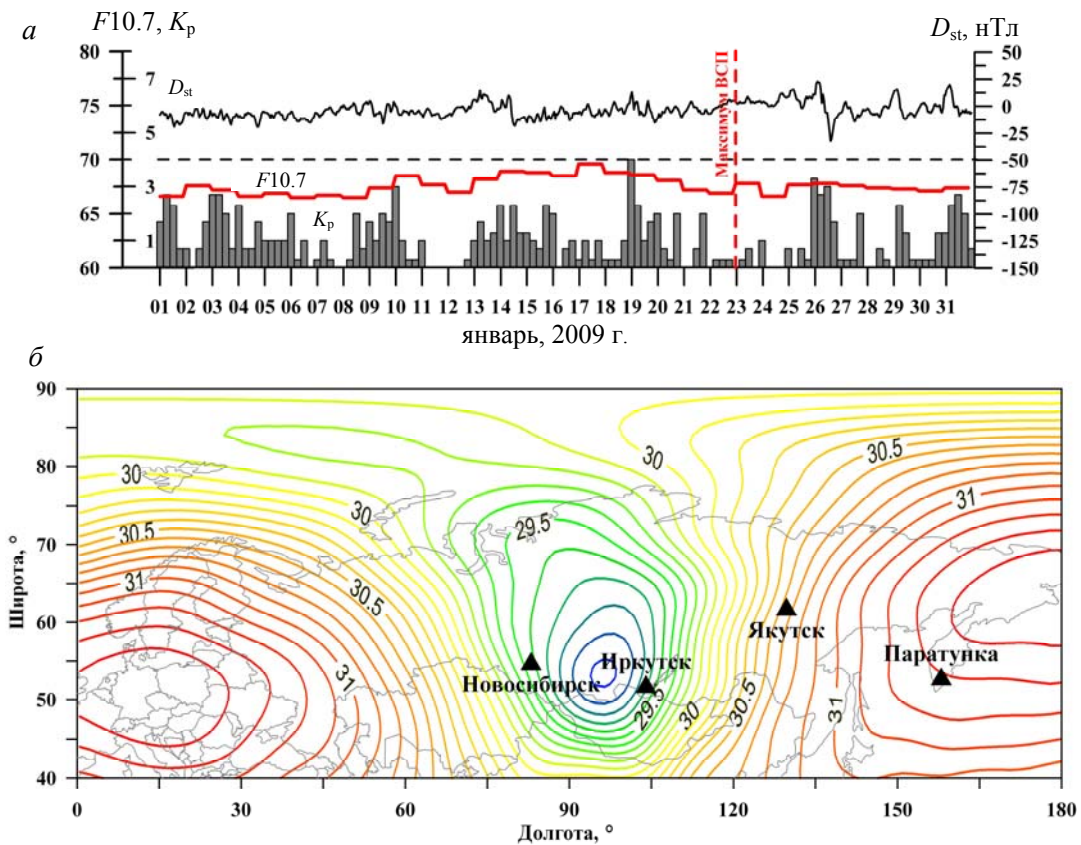 а F10.7, Kp Dst, нТл
80 50
7 25
75 Dst 0
5 -25
70 -50
3 F10.7 -75
65 Kp -100
1 -125
60 -150
Максимум ВСП
01 02 03 04 05 06 07 08 09 10 11 12 13 14 15 16 17 18 19 20 21 22 23 24 25 26 27 28 29 30 31
январь, 2009 г.
б
90
80 30 30 30.5
30 29.5 31
70 30.5
31 30.5
Широта, °
60 Якутск
Иркутск Паратунка
Новосибирск
50 31 29.5 30 30.5 31
40
0 30 60 90 120 150 180
Долгота, °